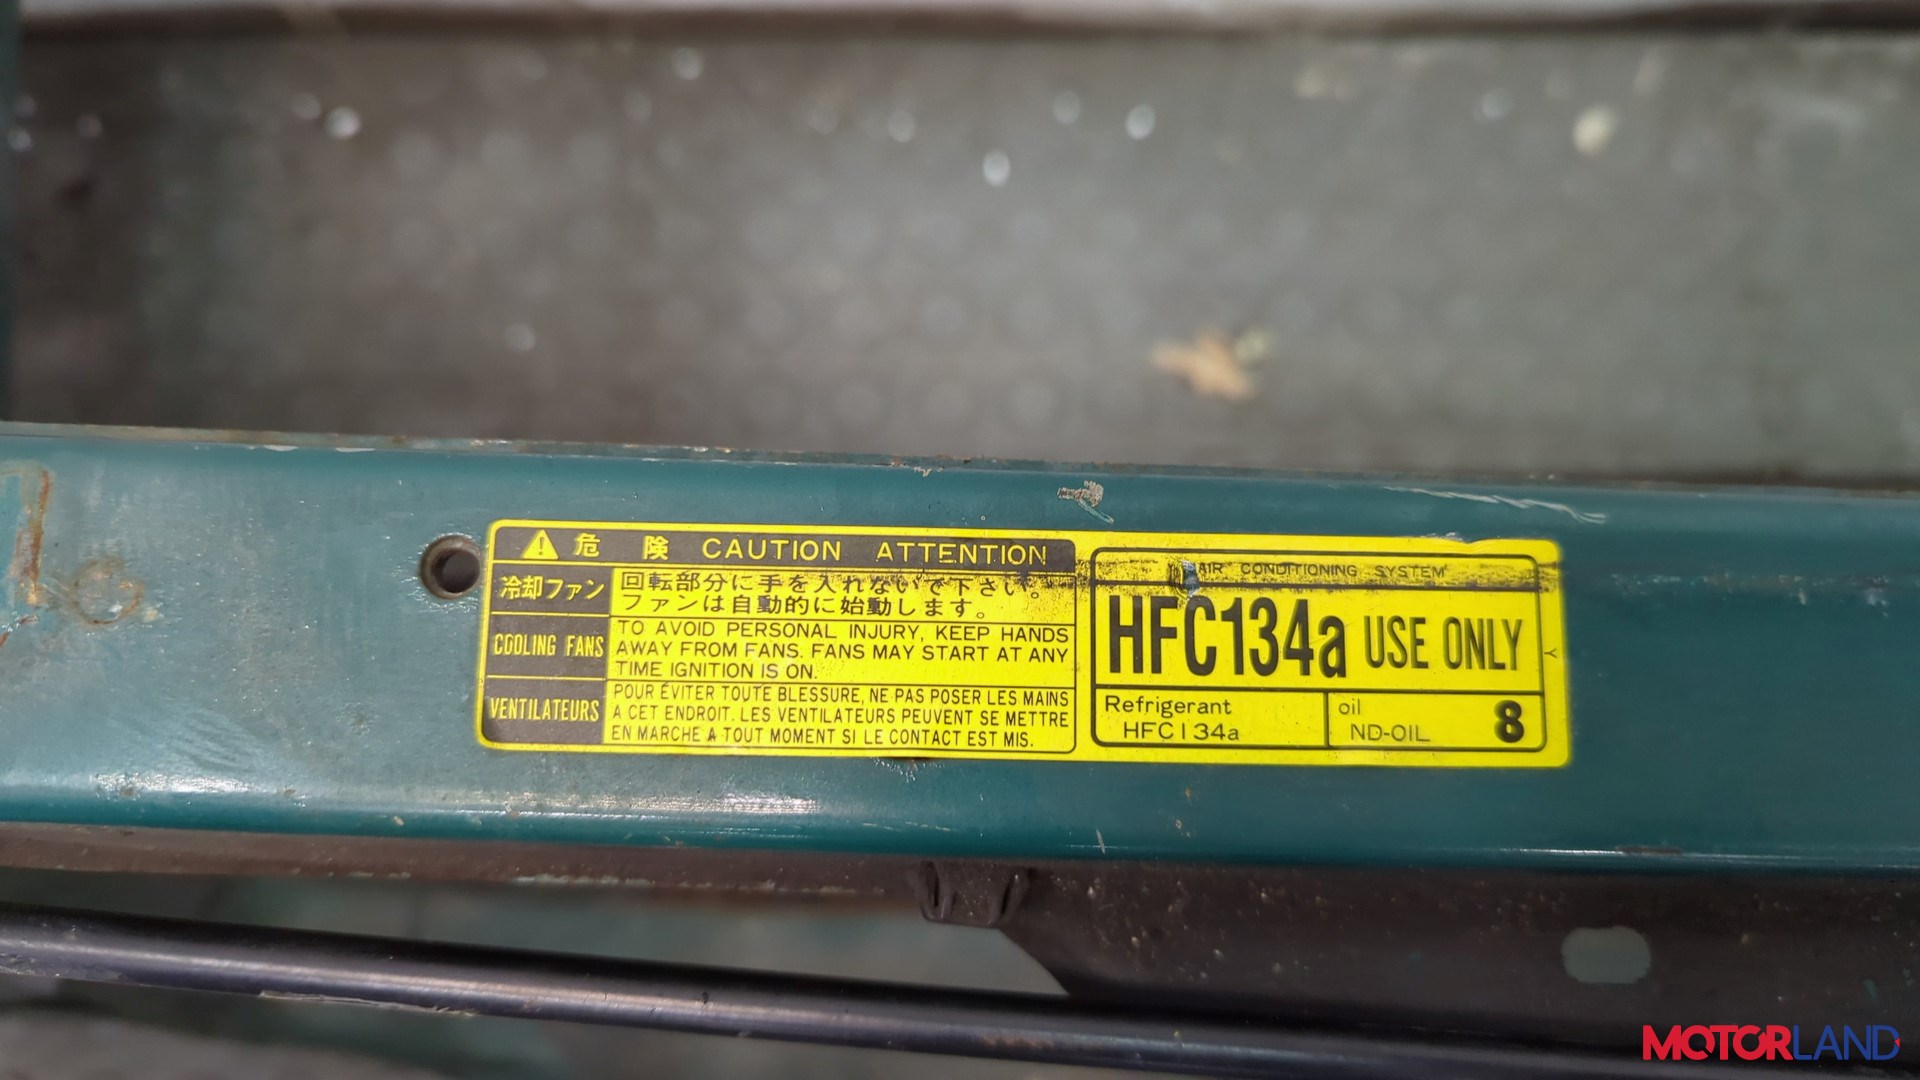 危 険 CAUTION ATTENTION
冷却ファン
回転部分に手を入れないで下さい。
ファンは自動的に始動します。
COOLING FANS
TO AVOID PERSONAL INJURY, KEEP HANDS
AWAY FROM FANS. FANS MAY START AT ANY
TIME IGNITION IS ON.
VENTILATEURS
POUR ÉVITER TOUTE BLESSURE, NE PAS POSER LES MAINS
A CET ENDROIT. LES VENTILATEURS PEUVENT SE METTRE
EN MARCHE A TOUT MOMENT SI LE CONTACT EST MIS.
AIR CONDITIONING SYSTEM
HFC134a USE ONLY
Refrigerant
HFC134a
oil
ND-OIL 8
Y
MOTORLAND